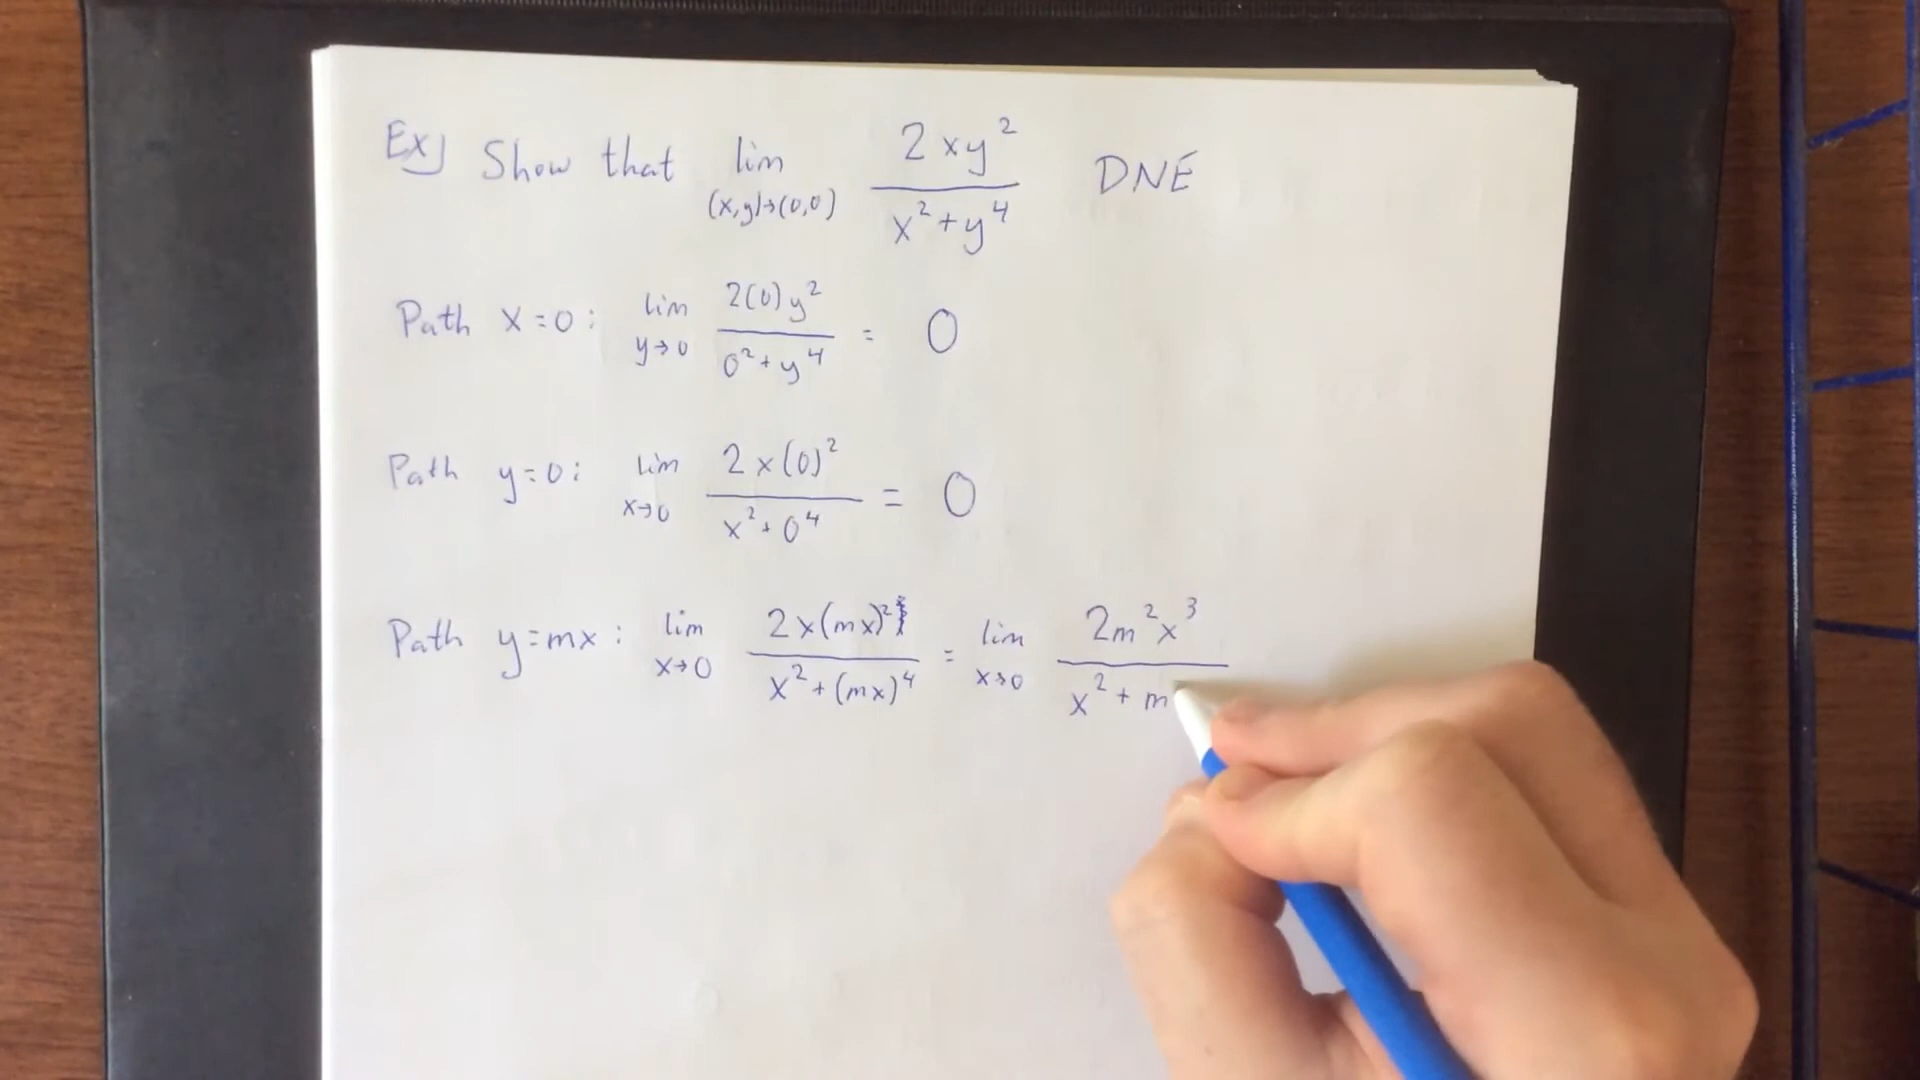 Ex) Show that lim (x,y)→(0,0) 2xy² / x²+y⁴ DNE
Path x=0: lim y→0 2(0)y² / 0²+y⁴ = 0
Path y=0: lim x→0 2x(0)² / x²+0⁴ = 0
Path y=mx: lim x→0 2x(mx)² / x²+(mx)⁴ = lim x→0 2m²x³ / x²+m